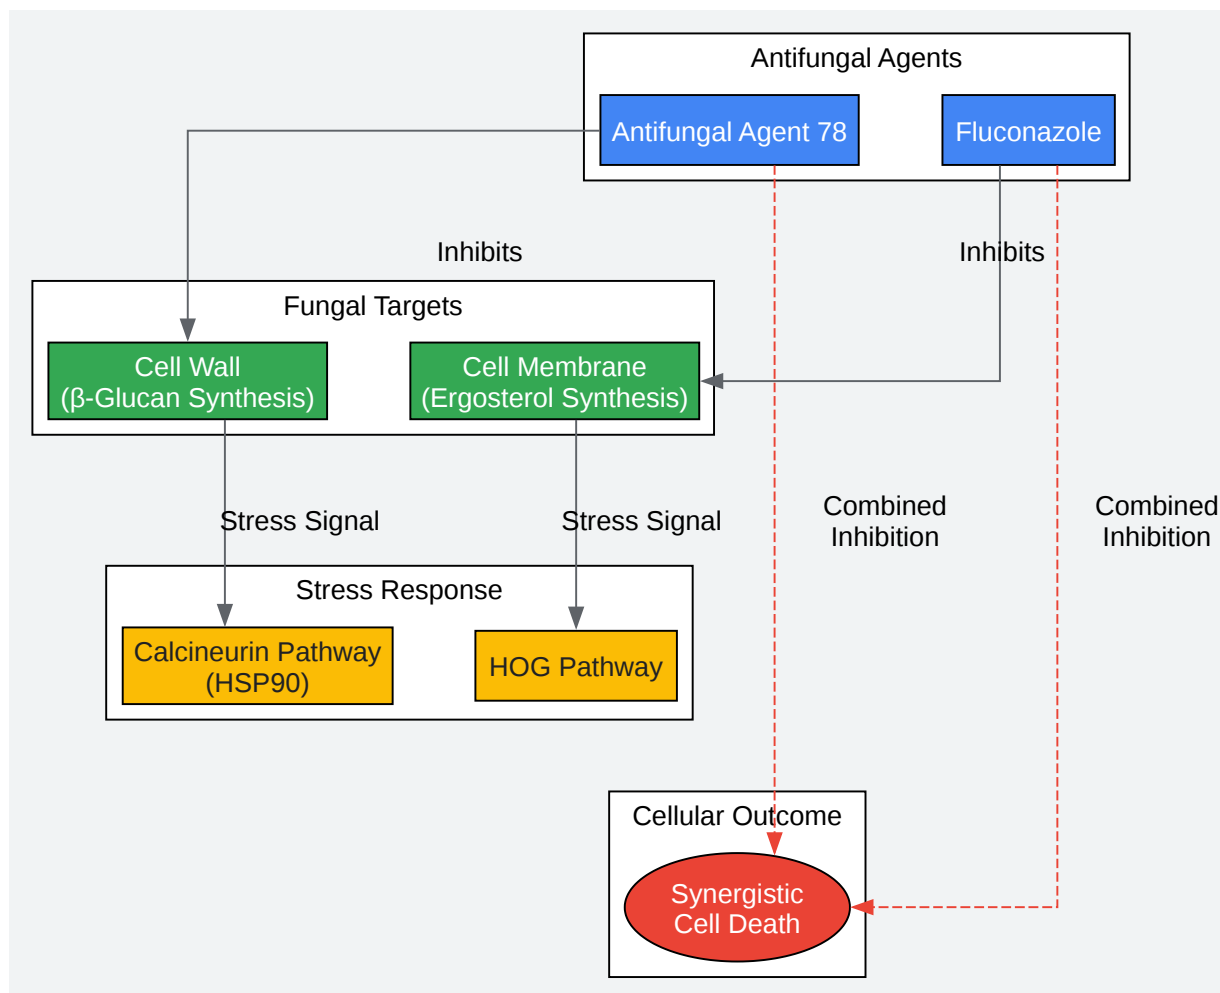 Antifungal Agents
Antifungal Agent 78
Fluconazole
Inhibits
Inhibits
Fungal Targets
Cell Wall
(β-Glucan Synthesis)
Cell Membrane
(Ergosterol Synthesis)
Stress Signal
Stress Signal
Combined
Inhibition
Combined
Inhibition
Stress Response
Calcineurin Pathway
(HSP90)
HOG Pathway
Cellular Outcome
Synergistic
Cell Death